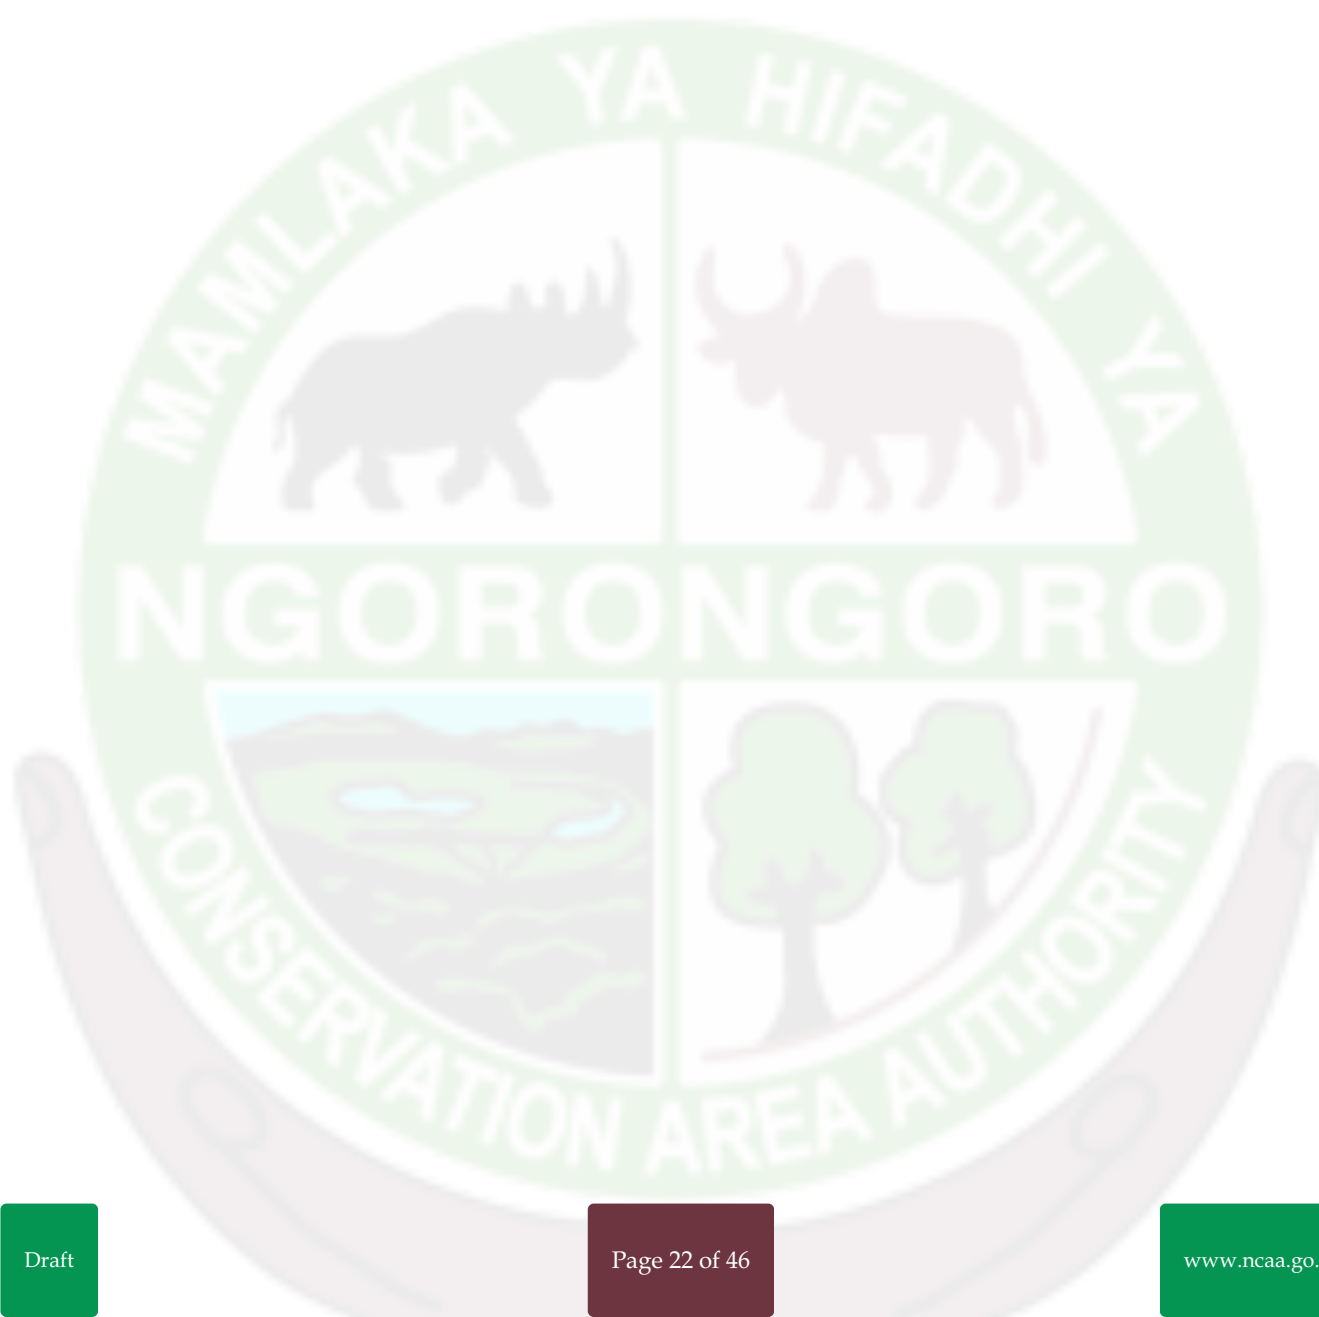 MAMLAKA YA HIFADHI YA
NGORONGORO
CONSERVATION AREA AUTHORITY
Draft
Page 22 of 46
www.ncaa.go.